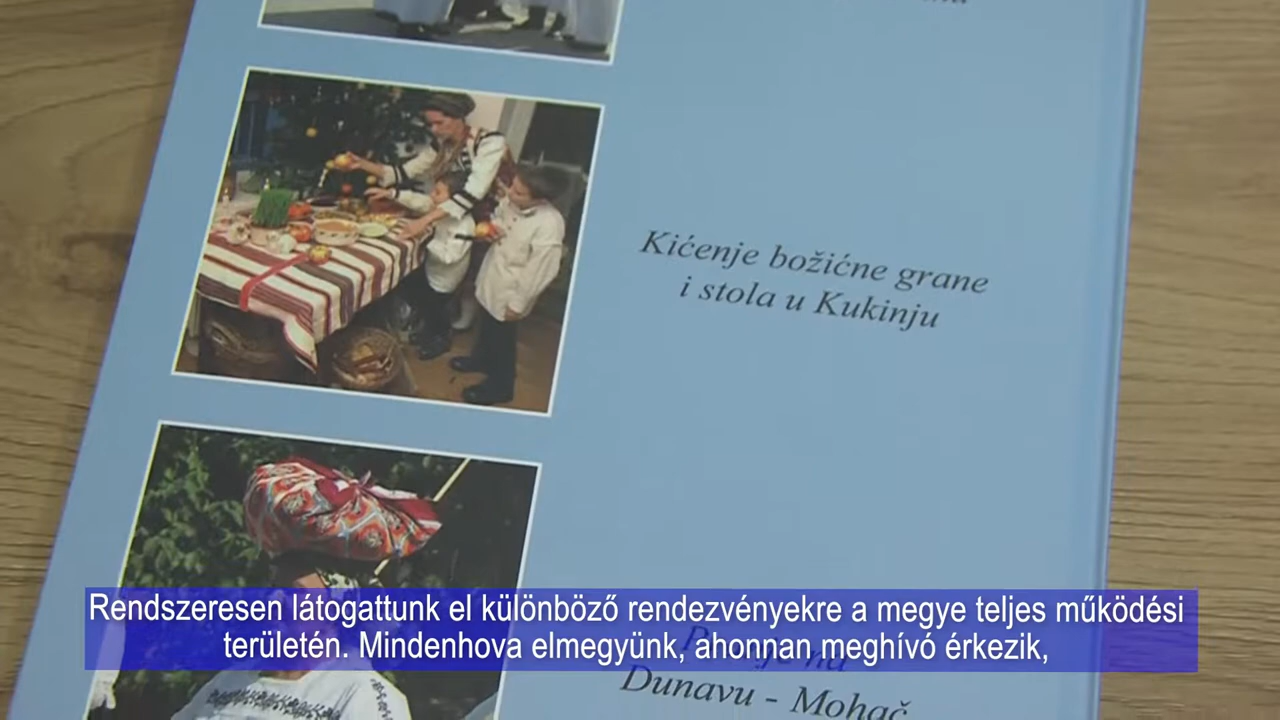 Kićenje božićne grane
i stola u Kukinju
Rendszeresen látogattunk el különböző rendezvényekre a megye teljes működési
területén. Mindenhova elmegyünk, ahonnan meghívó érkezik,
na
Dunavu - Mohač